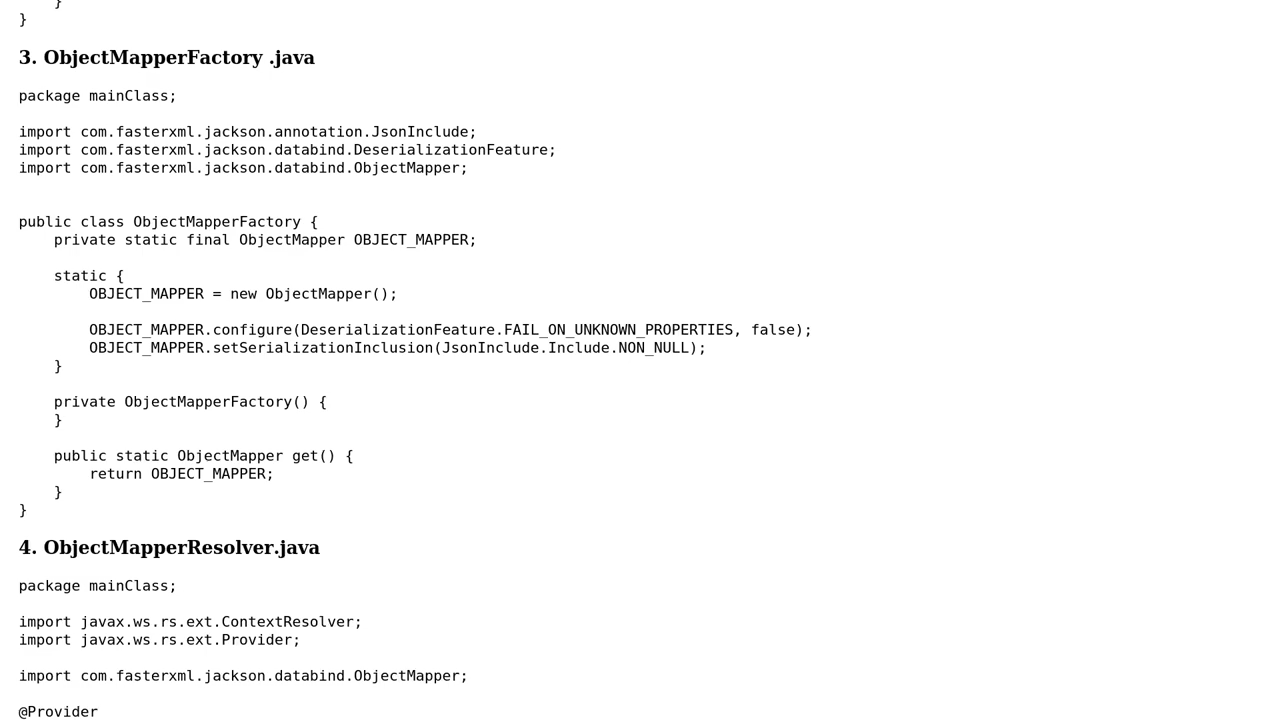 }
}
3. ObjectMapperFactory .java
package mainClass;
import com.fasterxml.jackson.annotation.JsonInclude;
import com.fasterxml.jackson.databind.DeserializationFeature;
import com.fasterxml.jackson.databind.ObjectMapper;
public class ObjectMapperFactory {
    private static final ObjectMapper OBJECT_MAPPER;
    static {
        OBJECT_MAPPER = new ObjectMapper();
        OBJECT_MAPPER.configure(DeserializationFeature.FAIL_ON_UNKNOWN_PROPERTIES, false);
        OBJECT_MAPPER.setSerializationInclusion(JsonInclude.Include.NON_NULL);
    }
    private ObjectMapperFactory() {
    }
    public static ObjectMapper get() {
        return OBJECT_MAPPER;
    }
}
4. ObjectMapperResolver.java
package mainClass;
import javax.ws.rs.ext.ContextResolver;
import javax.ws.rs.ext.Provider;
import com.fasterxml.jackson.databind.ObjectMapper;
@Provider